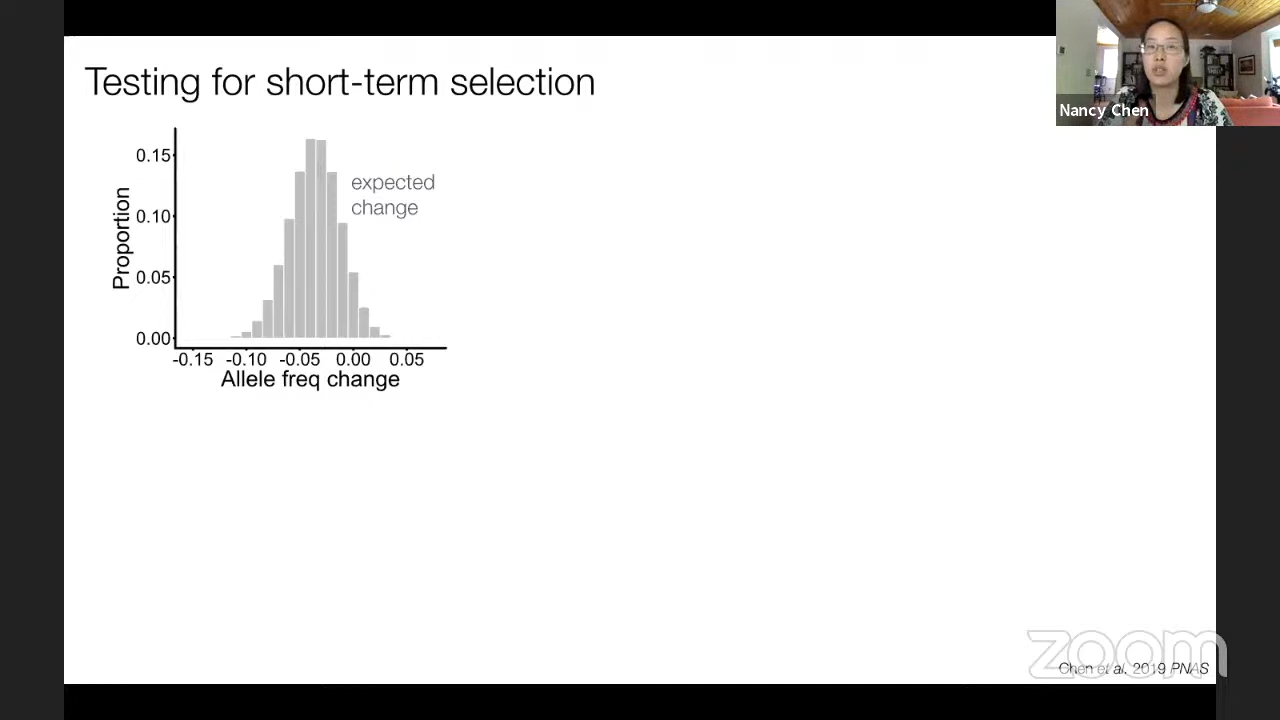 Testing for short-term selection
Nancy Chen
Proportion
0.15
0.10
0.05
0.00
expected
change
-0.15 -0.10 -0.05 0.00 0.05
Allele freq change
zoom
Chen et al. 2019 PNAS